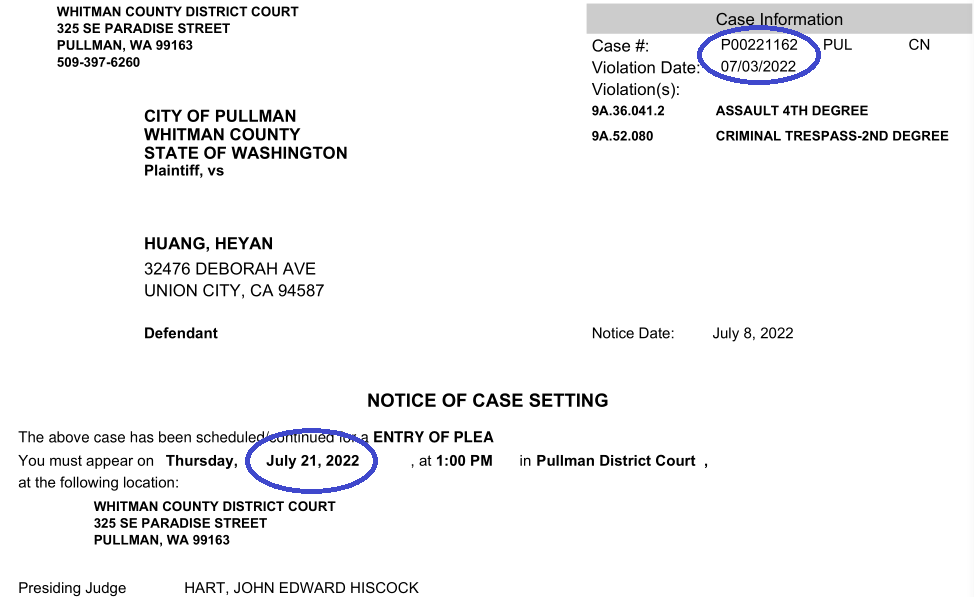 WHITMAN COUNTY DISTRICT COURT
325 SE PARADISE STREET
PULLMAN, WA 99163
509-397-6260
Case Information
Case #: P00221162 PUL CN
Violation Date: 07/03/2022
Violation(s):
9A.36.041.2 ASSAULT 4TH DEGREE
9A.52.080 CRIMINAL TRESPASS-2ND DEGREE
CITY OF PULLMAN
WHITMAN COUNTY
STATE OF WASHINGTON
Plaintiff, vs
HUANG, HEYAN
32476 DEBORAH AVE
UNION CITY, CA 94587
Defendant
Notice Date: July 8, 2022
NOTICE OF CASE SETTING
The above case has been scheduled/continued for a ENTRY OF PLEA
You must appear on Thursday, July 21, 2022 , at 1:00 PM in Pullman District Court ,
at the following location:
WHITMAN COUNTY DISTRICT COURT
325 SE PARADISE STREET
PULLMAN, WA 99163
Presiding Judge HART, JOHN EDWARD HISCOCK